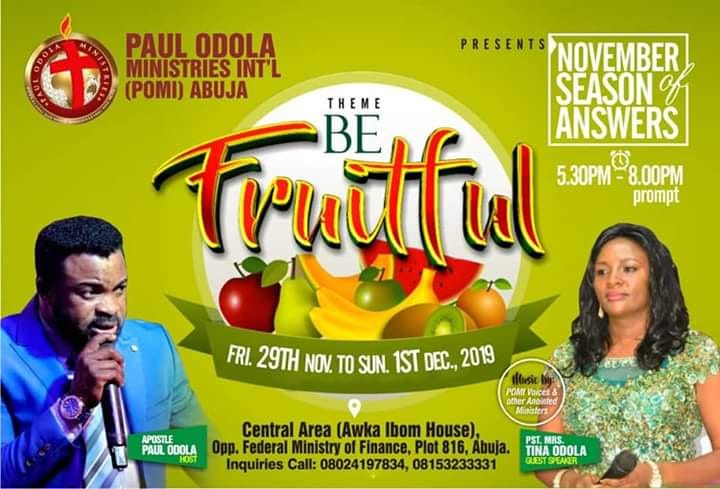 PAUL ODOLA MINISTRIES
PAUL ODOLA
MINISTRIES INT'L
(POMI) ABUJA
PRESENTS
NOVEMBER
SEASON of
ANSWERS
5.30PM - 8.00PM
prompt
THEME
BE
Fruitful
FRI. 29TH NOV. TO SUN. 1ST DEC., 2019
Music by:
POMI Voices &
other Anointed
Ministers
Central Area (Awka Ibom House),
Opp. Federal Ministry of Finance, Plot 816, Abuja.
Inquiries Call: 08024197834, 08153233331
APOSTLE
PAUL ODOLA
HOST
PST. MRS.
TINA ODOLA
GUEST SPEAKER